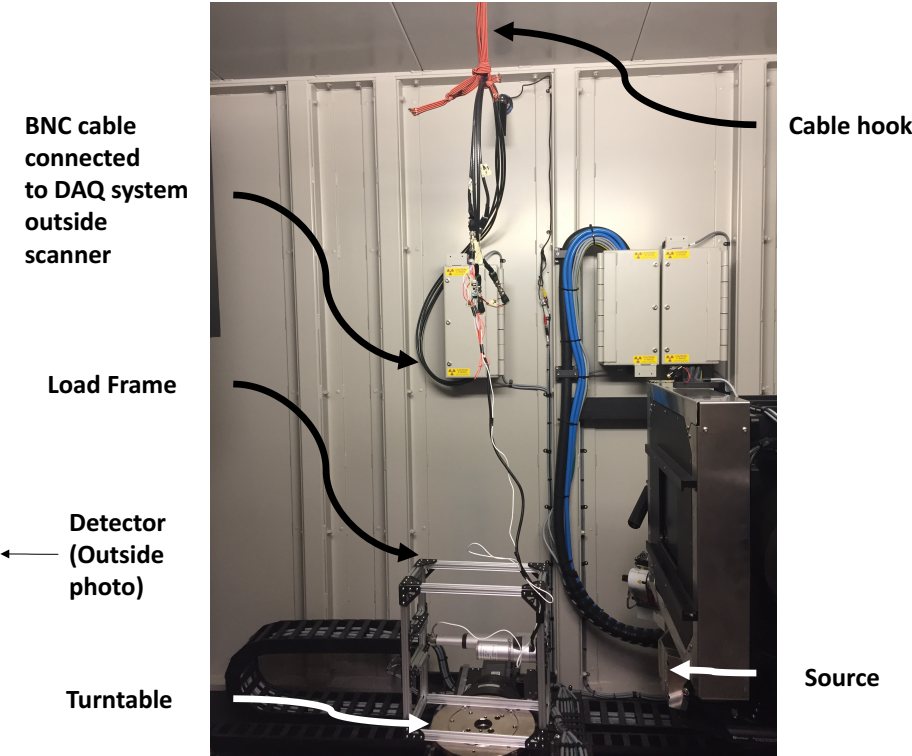 BNC cable
connected
to DAQ system
outside
scanner
Cable hook
Load Frame
Detector
(Outside
photo)
Turntable
Source